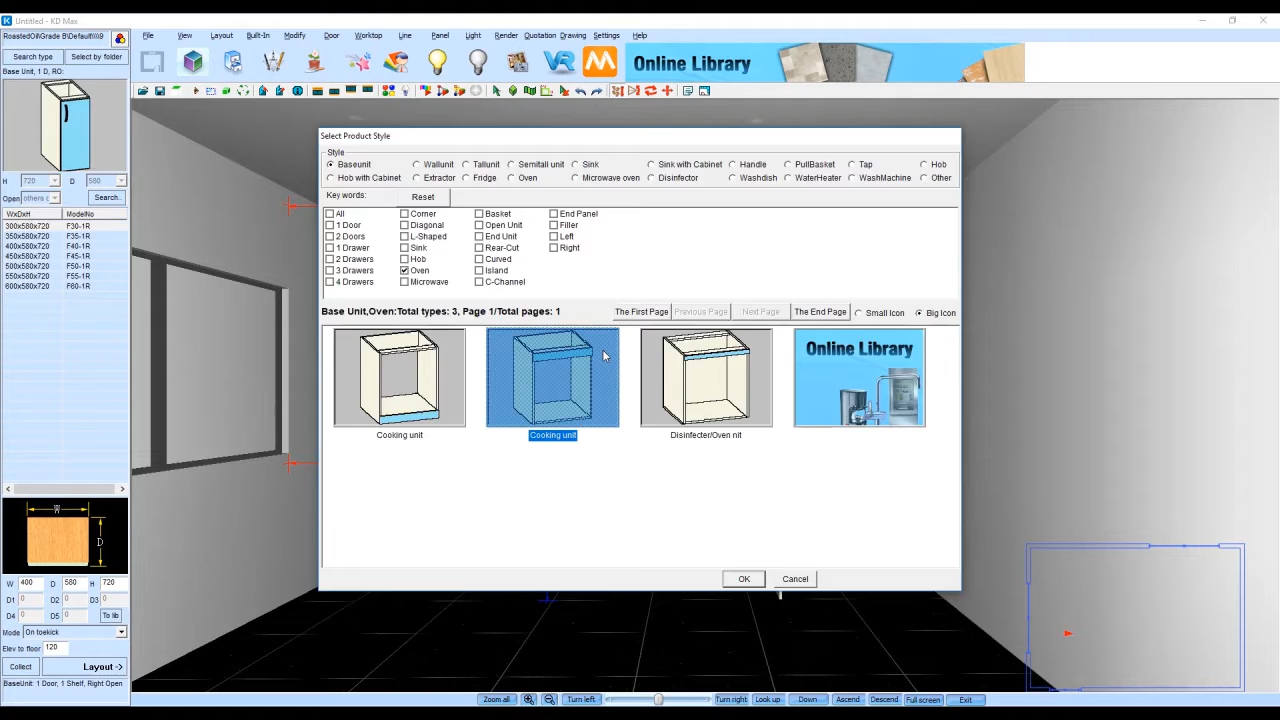 Untitled - KD Max
RoastedOil\Grade B\Default\\\\9
File View Layout Built-In Modify Door Worktop Line Panel Light Render Quotation Drawing Settings Help
Search type Select by folder
Base Unit, 1 D, RO:
VR
Online Library
H 720 D 580
Open others c Search..
WxDxH ModelNo
300x580x720 F30-1R
350x580x720 F35-1R
400x580x720 F40-1R
450x580x720 F45-1R
500x580x720 F50-1R
550x580x720 F55-1R
600x580x720 F60-1R
W
D
W 400 D 580 H 720
D1 0 D2 0 D3 0
D4 0 D5 0 To lib
Mode On toekick
Elev to floor 120
Collect Layout ->
BaseUnit: 1 Door, 1 Shelf, Right Open
Select Product Style
Style
Baseunit Wallunit Tallunit Semitall unit Sink Sink with Cabinet Handle PullBasket Tap Hob
Hob with Cabinet Extractor Fridge Oven Microwave oven Disinfector Washdish WaterHeater WashMachine Other
Key words: Reset
All Corner Basket End Panel
1 Door Diagonal Open Unit Filler
2 Doors L-Shaped End Unit Left
1 Drawer Sink Rear-Cut Right
2 Drawers Hob Curved
3 Drawers Oven Island
4 Drawers Microwave C-Channel
Base Unit,Oven:Total types: 3, Page 1/Total pages: 1 The First Page Previous Page Next Page The End Page Small Icon Big Icon
Online Library
Cooking unit Cooking unit Disinfecter/Oven nit
OK Cancel
Zoom all Turn left Turn right Look up Down Ascend Descend Full screen Exit